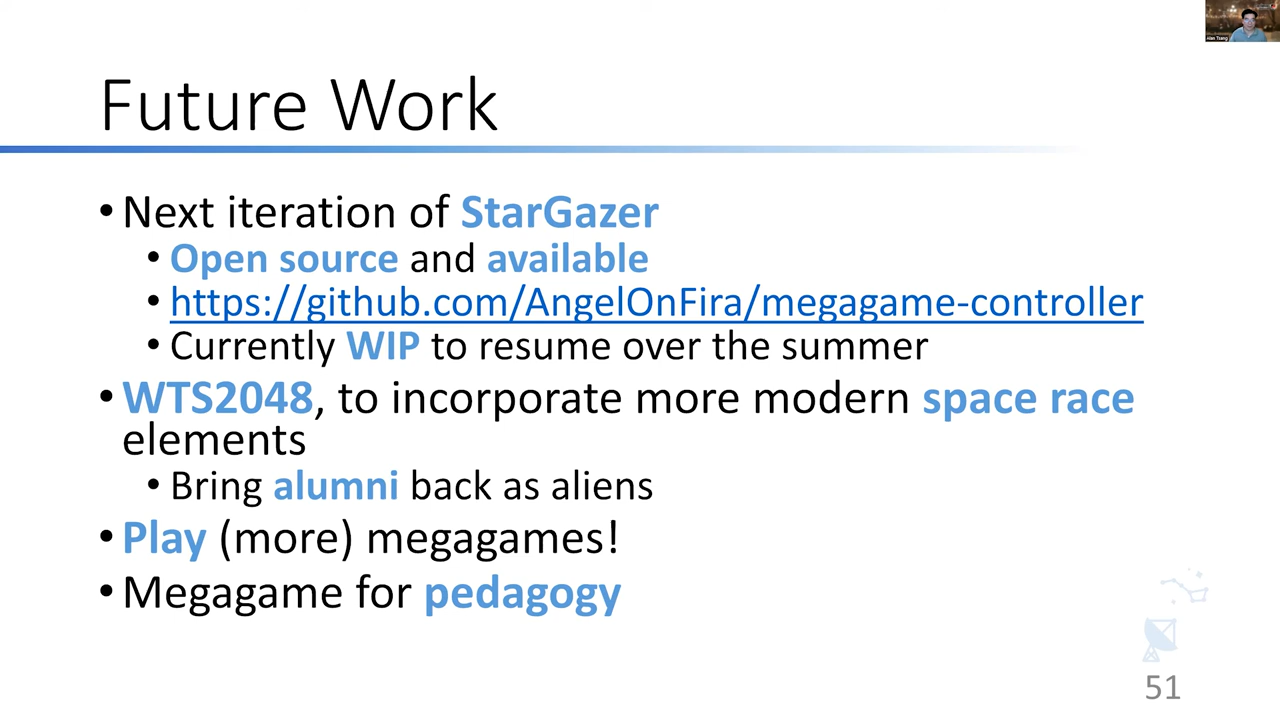 Alan Tsang
Future Work
• Next iteration of StarGazer
• Open source and available
• https://github.com/AngelOnFira/megagame-controller
• Currently WIP to resume over the summer
• WTS2048, to incorporate more modern space race
elements
• Bring alumni back as aliens
• Play (more) megagames!
• Megagame for pedagogy
51